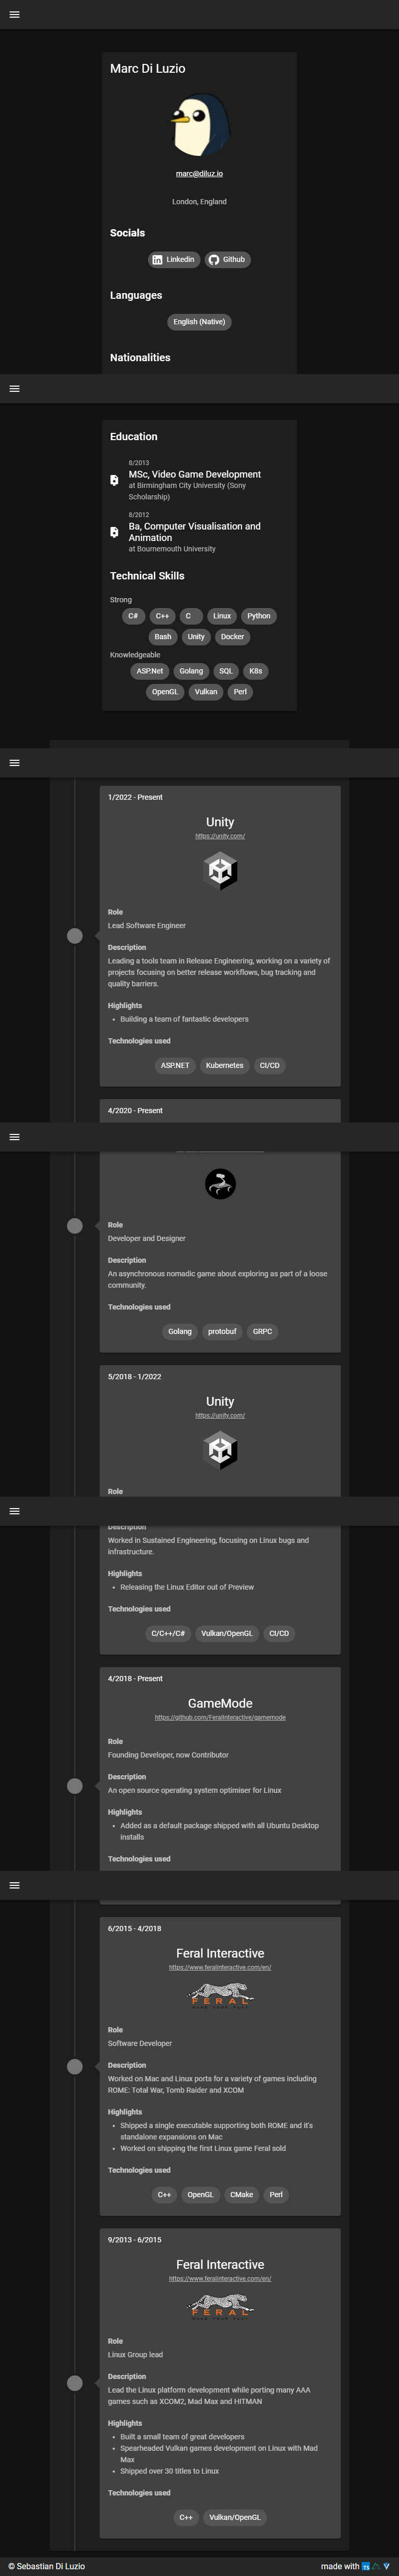 Marc Di Luzio
marc@diluz.io
London, England
Socials
Linkedin
Github
Languages
English (Native)
Nationalities
Education
8/2013
MSc, Video Game Development
at Birmingham City University (Sony
Scholarship)
8/2012
Ba, Computer Visualisation and
Animation
at Bournemouth University
Technical Skills
Strong
C# C++ C Linux Python
Bash Unity Docker
Knowledgeable
ASP.Net Golang SQL K8s
OpenGL Vulkan Perl
1/2022 - Present
Unity
https://unity.com/
Role
Lead Software Engineer
Description
Leading a tools team in Release Engineering, working on a variety of
projects focusing on better release workflows, bug tracking and
quality barriers.
Highlights
Building a team of fantastic developers
Technologies used
ASP.NET Kubernetes CI/CD
4/2020 - Present
Role
Developer and Designer
Description
An asynchronous nomadic game about exploring as part of a loose
community.
Technologies used
Golang protobuf GRPC
5/2018 - 1/2022
Unity
https://unity.com/
Role
Description
Worked in Sustained Engineering, focusing on Linux bugs and
infrastructure.
Highlights
Releasing the Linux Editor out of Preview
Technologies used
C/C++/C# Vulkan/OpenGL CI/CD
4/2018 - Present
GameMode
https://github.com/FeralInteractive/gamemode
Role
Founding Developer, now Contributor
Description
An open source operating system optimiser for Linux
Highlights
Added as a default package shipped with all Ubuntu Desktop
installs
Technologies used
6/2015 - 4/2018
Feral Interactive
https://www.feralinteractive.com/en/
FERAL
Role
Software Developer
Description
Worked on Mac and Linux ports for a variety of games including
ROME: Total War, Tomb Raider and XCOM
Highlights
Shipped a single executable supporting both ROME and it's
standalone expansions on Mac
Worked on shipping the first Linux game Feral sold
Technologies used
C++ OpenGL CMake Perl
9/2013 - 6/2015
Feral Interactive
https://www.feralinteractive.com/en/
FERAL
Role
Linux Group lead
Description
Lead the Linux platform development while porting many AAA
games such as XCOM2, Mad Max and HITMAN
Highlights
Built a small team of great developers
Spearheaded Vulkan games development on Linux with Mad
Max
Shipped over 30 titles to Linux
Technologies used
C++ Vulkan/OpenGL
© Sebastian Di Luzio
made with TS